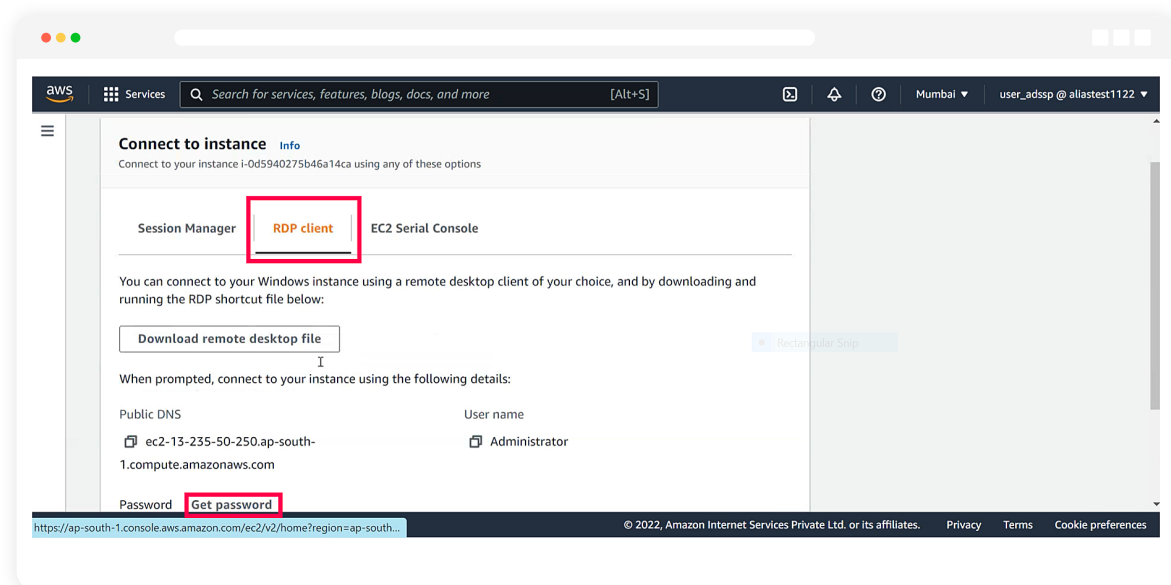 aws
Services
Search for services, features, blogs, docs, and more
[Alt+S]
Mumbai ▼
user_adssp @ aliastest1122 ▼
Connect to instance Info
Connect to your instance i-0d5940275b46a14ca using any of these options
Session Manager
RDP client
EC2 Serial Console
You can connect to your Windows instance using a remote desktop client of your choice, and by downloading and
running the RDP shortcut file below:
Download remote desktop file
Rectangular Snip
When prompted, connect to your instance using the following details:
Public DNS
User name
ec2-13-235-50-250.ap-south-
1.compute.amazonaws.com
Administrator
Password Get password
https://ap-south-1.console.aws.amazon.com/ec2/v2/home?region=ap-south...
© 2022, Amazon Internet Services Private Ltd. or its affiliates.
Privacy
Terms
Cookie preferences